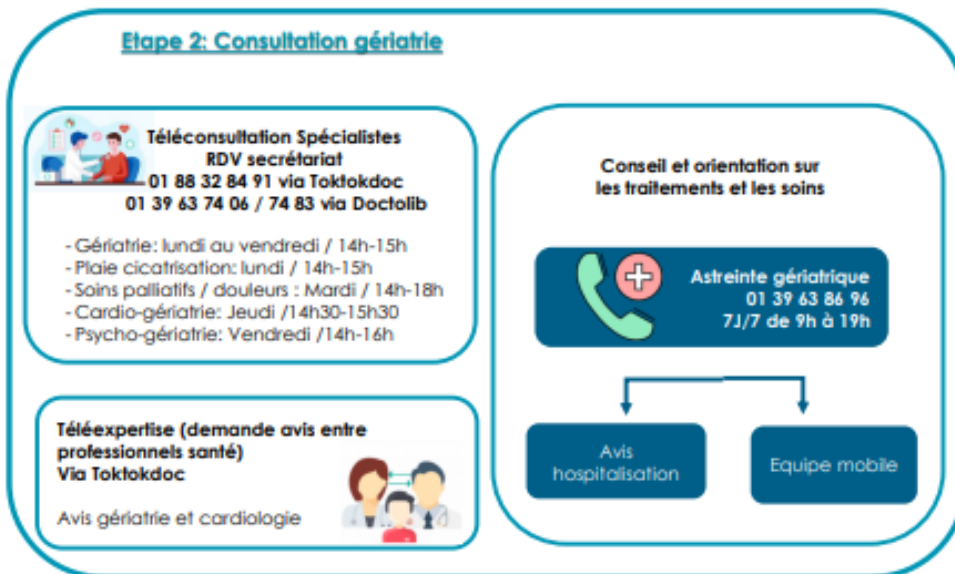 Etape 2: Consultation gériatrie
Téléconsultation Spécialistes
RDV secrétariat
01 88 32 84 91 via Toktokdoc
01 39 63 74 06 / 74 83 via Doctolib
- Gériatrie: lundi au vendredi / 14h-15h
- Plaie cicatrisation: lundi / 14h-15h
- Soins palliatifs / douleurs : Mardi / 14h-18h
- Cardio-gériatrie: Jeudi /14h30-15h30
- Psycho-gériatrie: Vendredi /14h-16h
Téléexpertise (demande avis entre
professionnels santé)
Via Toktokdoc
Avis gériatrie et cardiologie
Conseil et orientation sur
les traitements et les soins
Astreinte gériatrique
01 39 63 86 96
7J/7 de 9h à 19h
Avis
hospitalisation
Equipe mobile